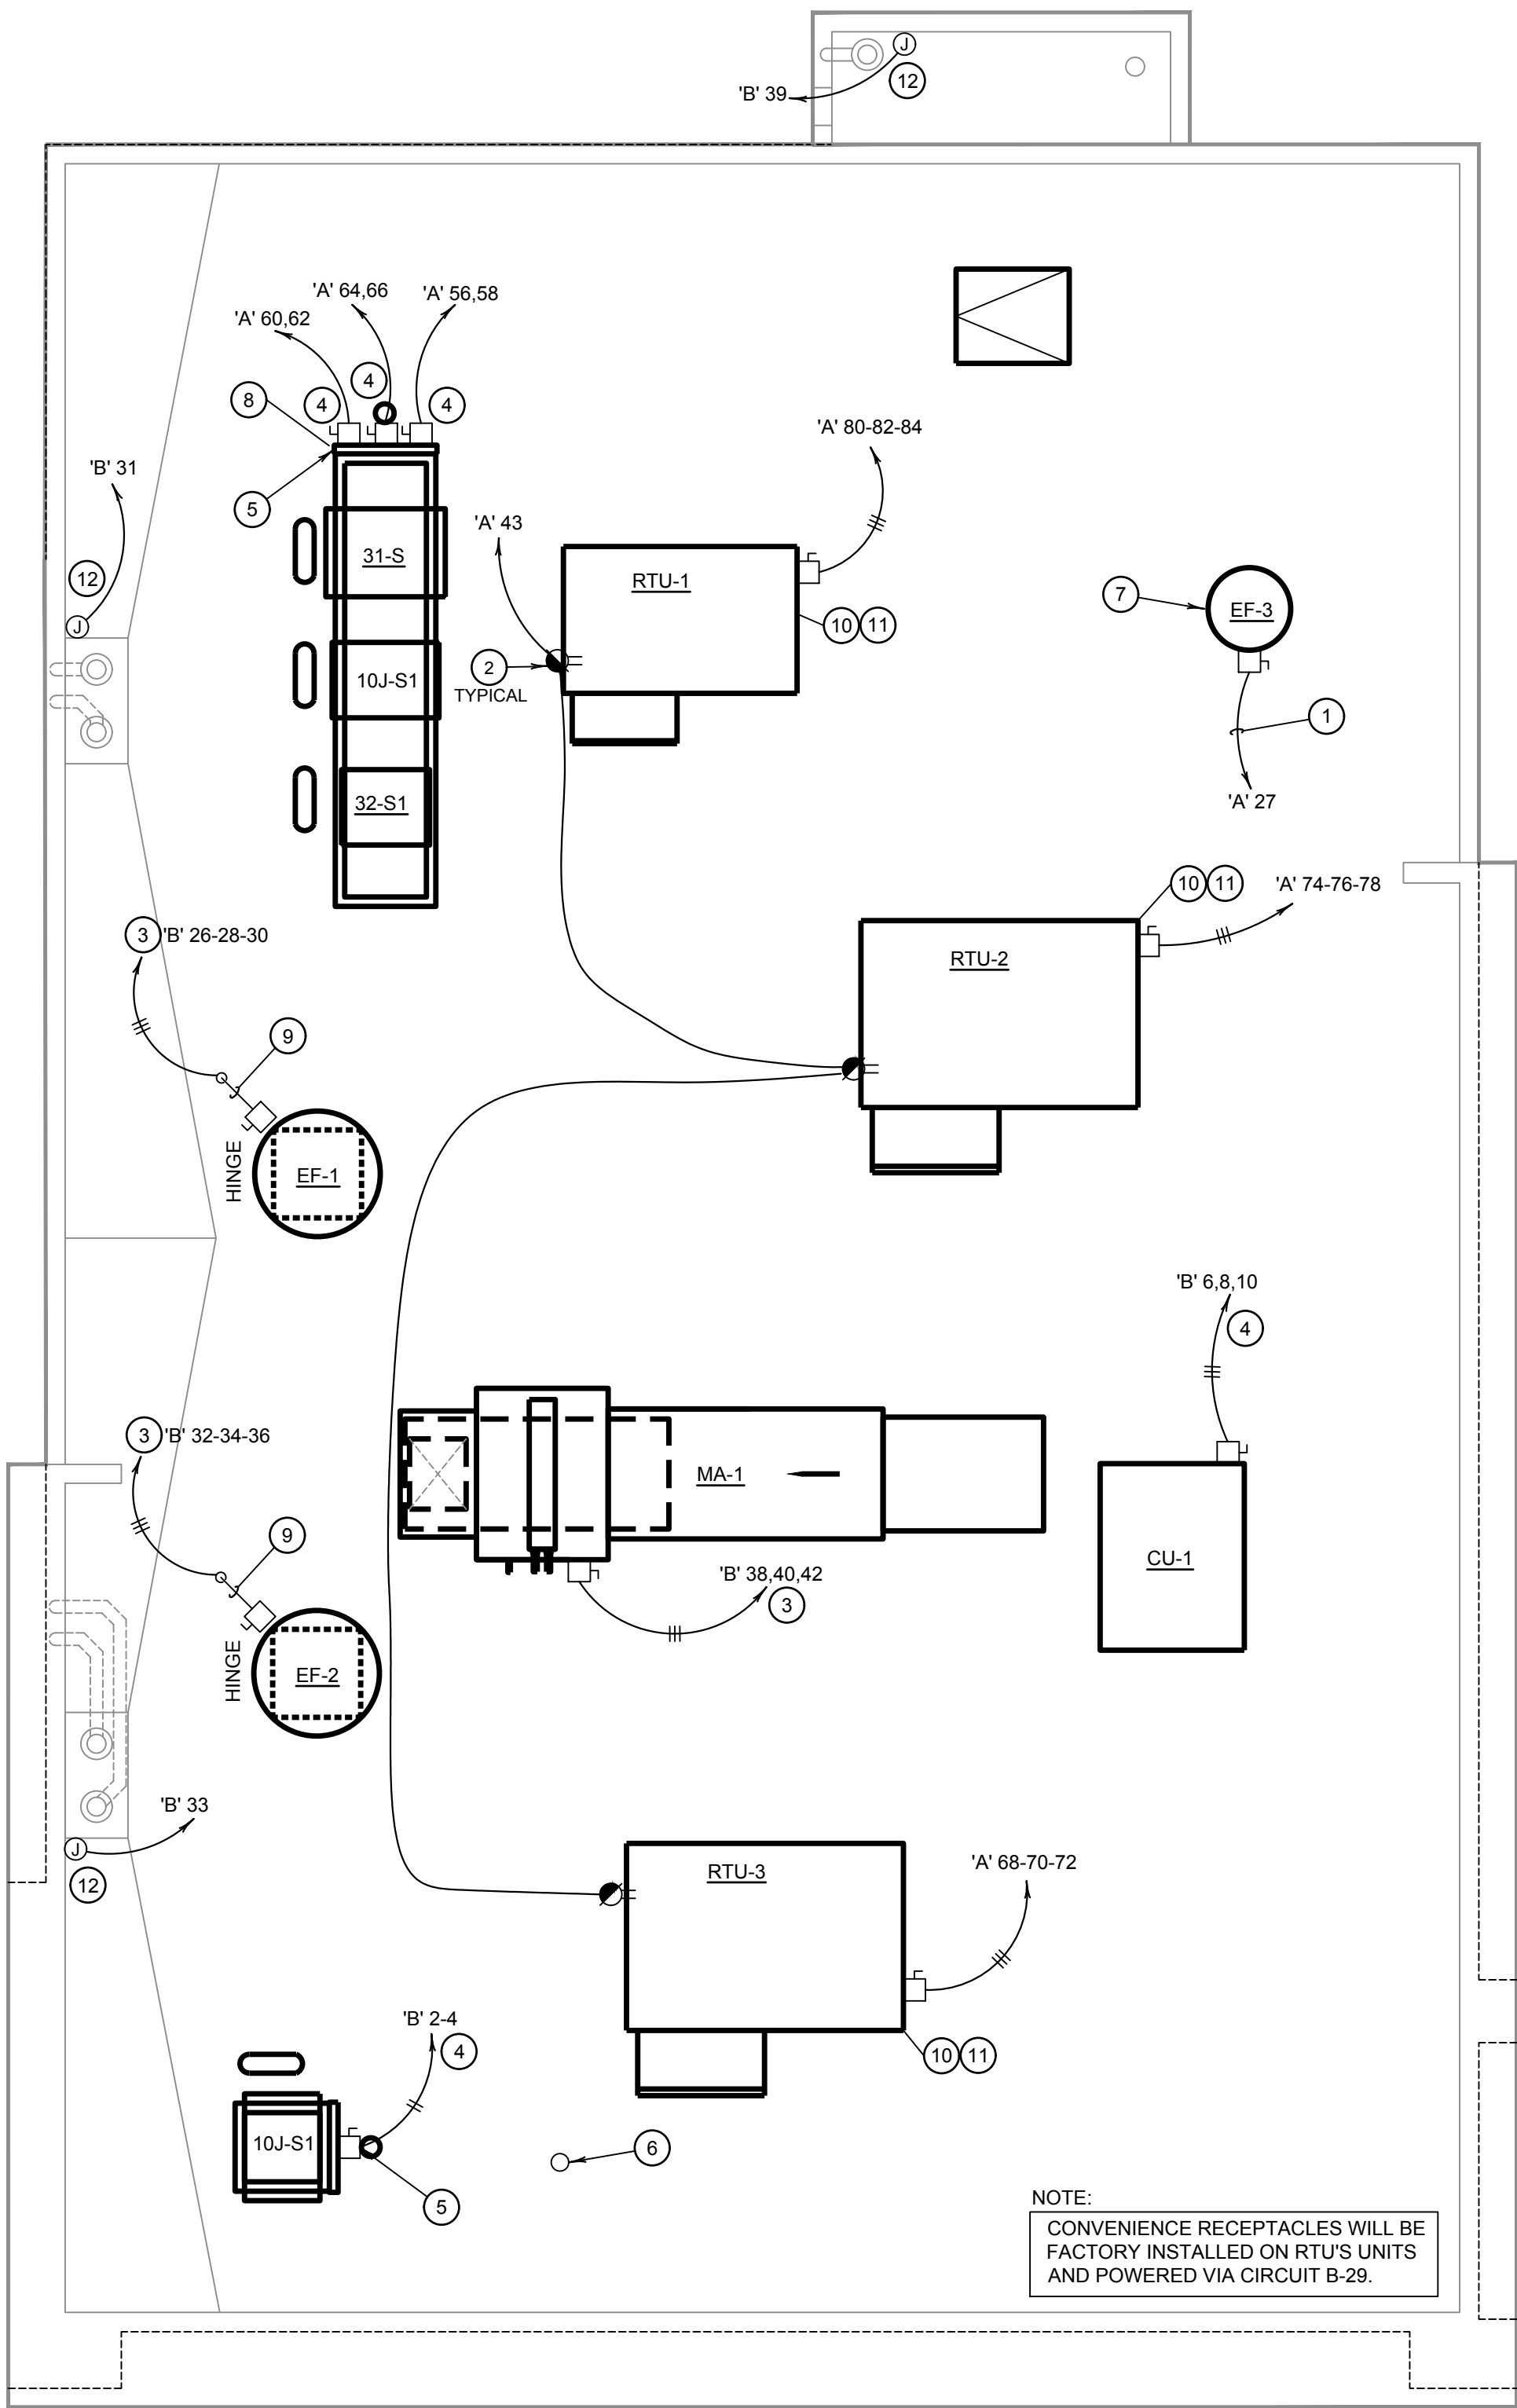 J
12
'B' 39
'A' 64,66
'A' 56,58
'A' 60,62
4
4
4
8
5
'B' 31
12
J
31-S
10J-S1
32-S1
'A' 80-82-84
'A' 43
RTU-1
10
11
2
TYPICAL
7
EF-3
1
'A' 27
10
11
'A' 74-76-78
RTU-2
3
'B' 26-28-30
9
HINGE
EF-1
'B' 6,8,10
4
3
'B' 32-34-36
9
HINGE
EF-2
MA-1
'B' 38,40,42
3
CU-1
'B' 33
J
12
RTU-3
'A' 68-70-72
10
11
'B' 2-4
4
10J-S1
5
6
NOTE:
CONVENIENCE RECEPTACLES WILL BE
FACTORY INSTALLED ON RTU'S UNITS
AND POWERED VIA CIRCUIT B-29.